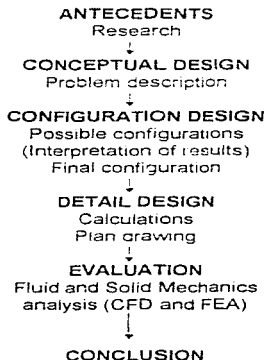 ANTECEDENTS
Research
CONCEPTUAL DESIGN
Problem description
CONFIGURATION DESIGN
Possible configurations
(Interpretation of results)
Final configuration
DETAIL DESIGN
Calculations
Plan drawing
EVALUATION
Fluid and Solid Mechanics
analysis (CFD and FEA)
CONCLUSION